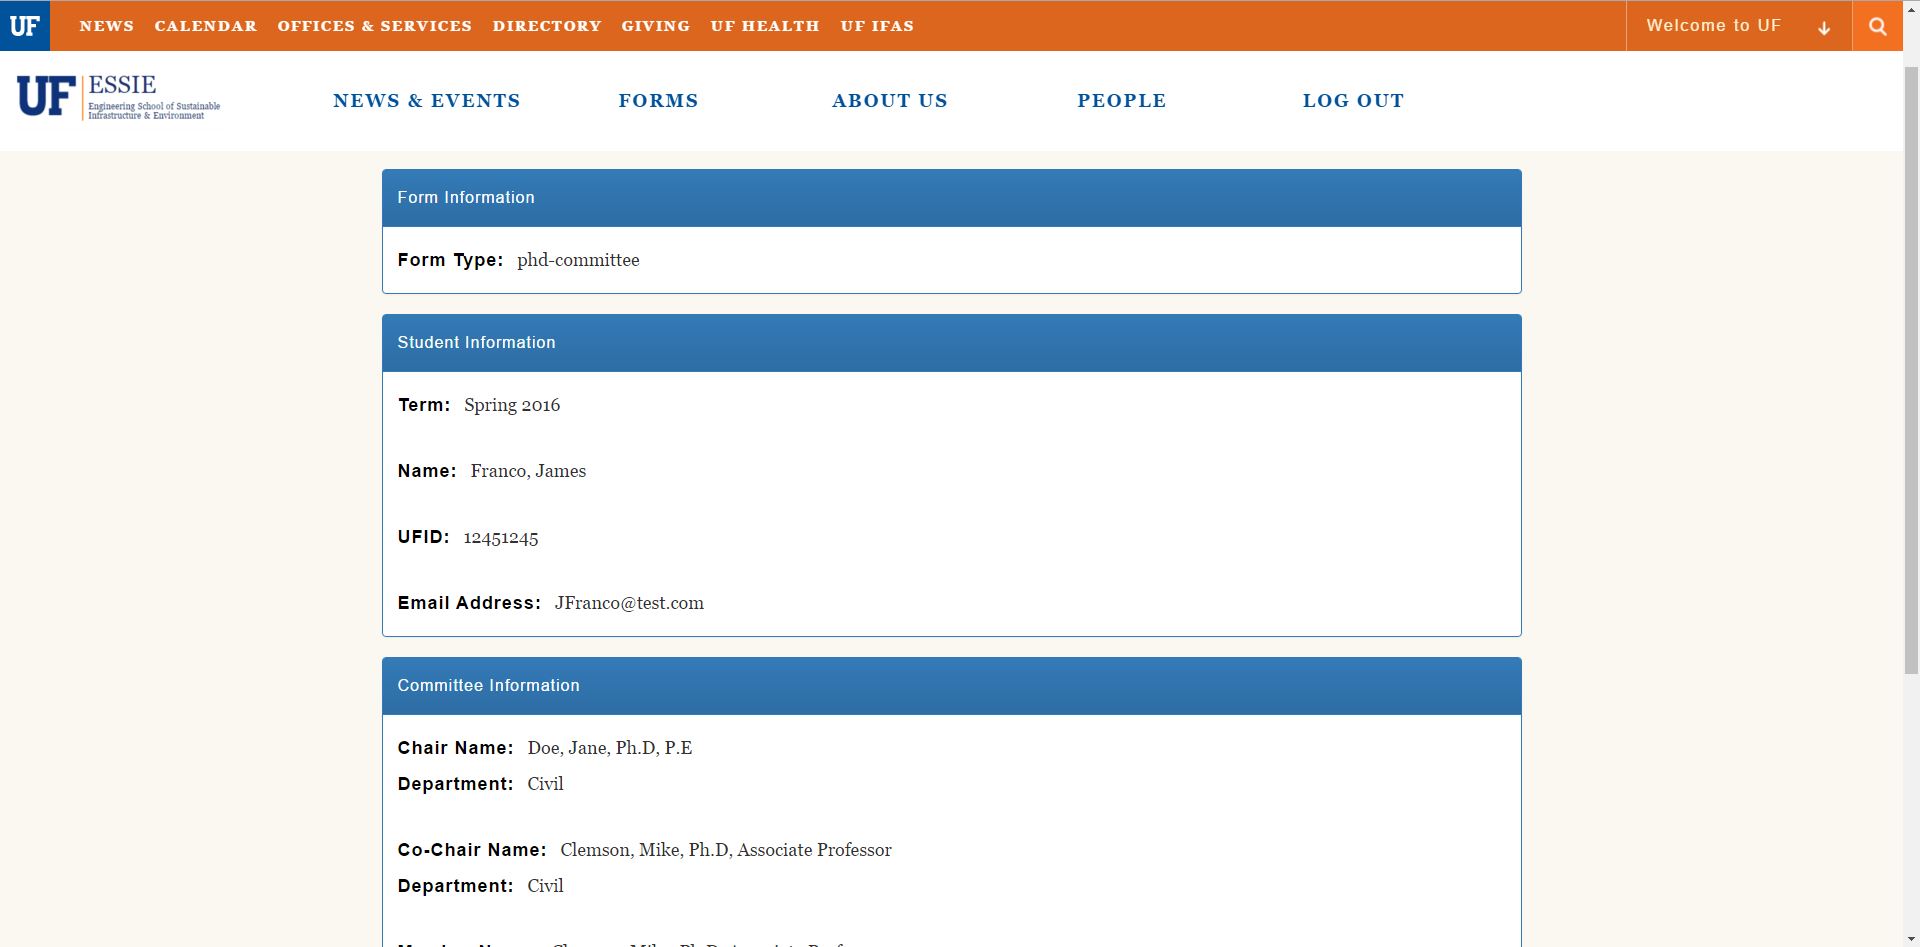 UF NEWS CALENDAR OFFICES & SERVICES DIRECTORY GIVING UF HEALTH UF IFAS Welcome to UF
UF ESSIE
Engineering School of Sustainable
Infrastructure & Environment
NEWS & EVENTS FORMS ABOUT US PEOPLE LOG OUT
Form Information
Form Type: phd-committee
Student Information
Term: Spring 2016
Name: Franco, James
UFID: 12451245
Email Address: JFranco@test.com
Committee Information
Chair Name: Doe, Jane, Ph.D, P.E
Department: Civil
Co-Chair Name: Clemson, Mike, Ph.D, Associate Professor
Department: Civil